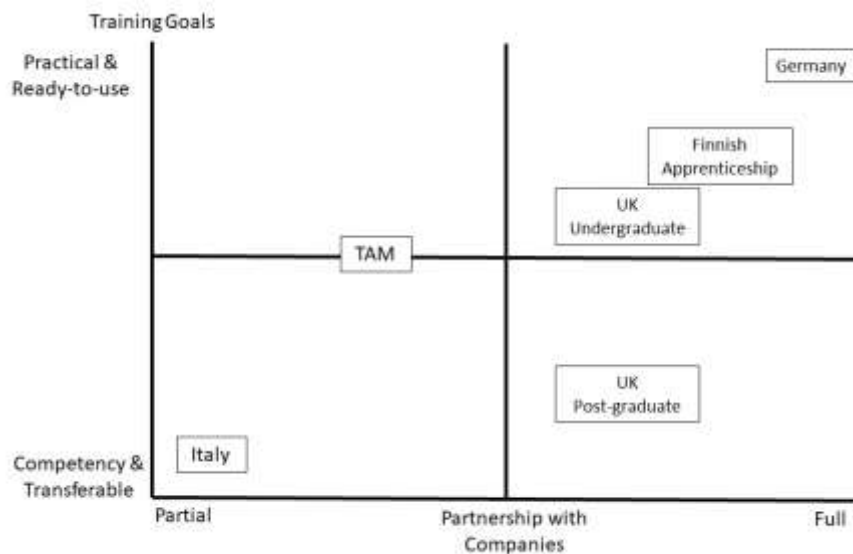 Training Goals
Practical &
Ready-to-use
Germany
Finnish
Apprenticeship
UK
Undergraduate
TAM
UK
Post-graduate
Italy
Competency &
Transferable
Partial
Partnership with
Companies
Full